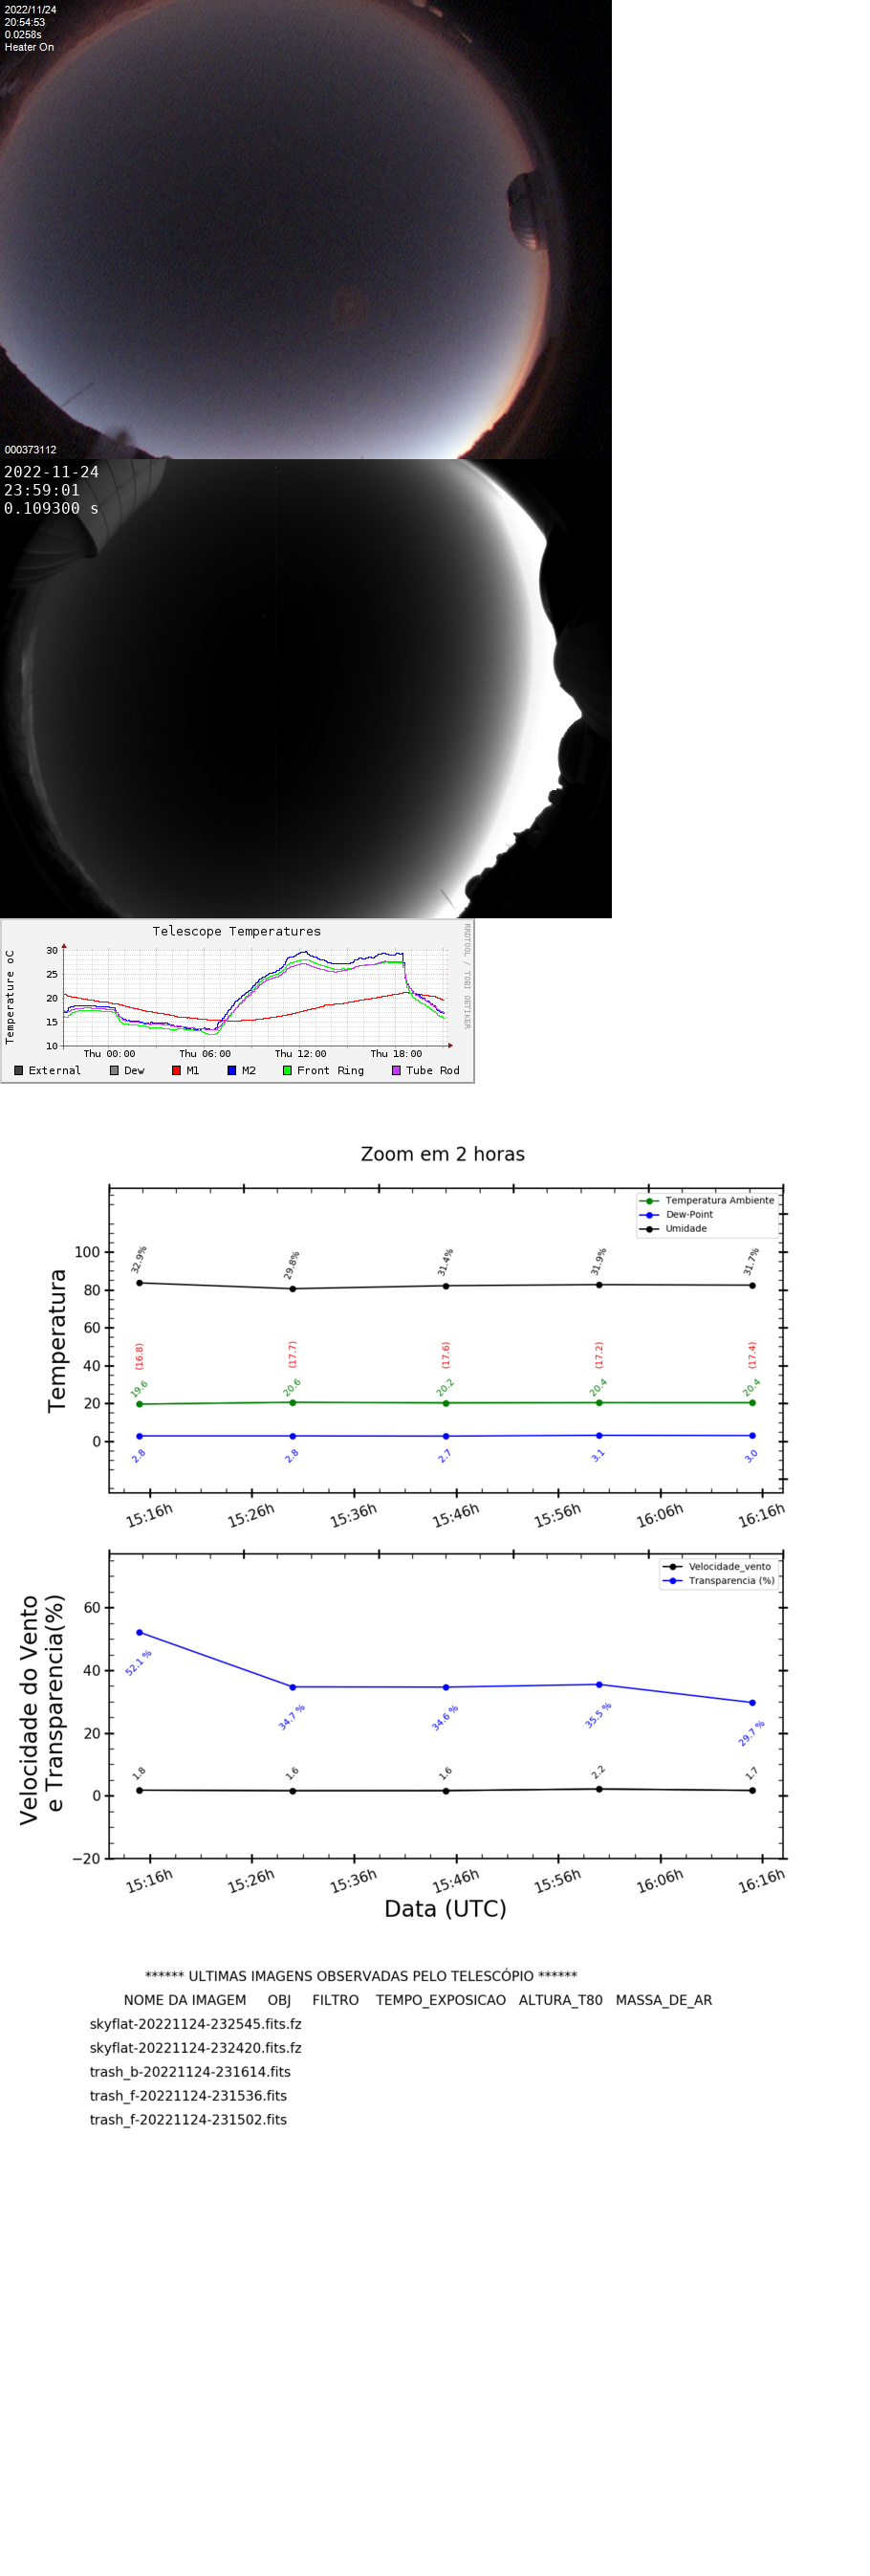 2022/11/24
20:54:53
0.0258s
Heater On
000373112
2022-11-24
23:59:01
0.109300 s
Telescope Temperatures
RRDTOOL / TOBI OETIKER
Temperature oC
30
25
20
15
10
Thu 00:00 Thu 06:00 Thu 12:00 Thu 18:00
External Dew M1 M2 Front Ring Tube Rod
Zoom em 2 horas
Temperatura Ambiente
Dew-Point
Umidade
Temperatura
100
80
60
40
20
0
32.9% 29.8% 31.4% 31.9% 31.7%
(16.8) (17.7) (17.6) (17.2) (17.4)
19.6 20.6 20.2 20.4 20.4
2.8 2.8 2.7 3.1 3.0
15:16h 15:26h 15:36h 15:46h 15:56h 16:06h 16:16h
Velocidade_vento
Transparencia (%)
Velocidade do Vento
e Transparencia(%)
60
40
20
0
−20
52.1 % 34.7 % 34.6 % 35.5 % 29.7 %
1.8 1.6 1.6 2.2 1.7
15:16h 15:26h 15:36h 15:46h 15:56h 16:06h 16:16h
Data (UTC)
****** ULTIMAS IMAGENS OBSERVADAS PELO TELESCÓPIO ******
NOME DA IMAGEM OBJ FILTRO TEMPO_EXPOSICAO ALTURA_T80 MASSA_DE_AR
skyflat-20221124-232545.fits.fz
skyflat-20221124-232420.fits.fz
trash_b-20221124-231614.fits
trash_f-20221124-231536.fits
trash_f-20221124-231502.fits